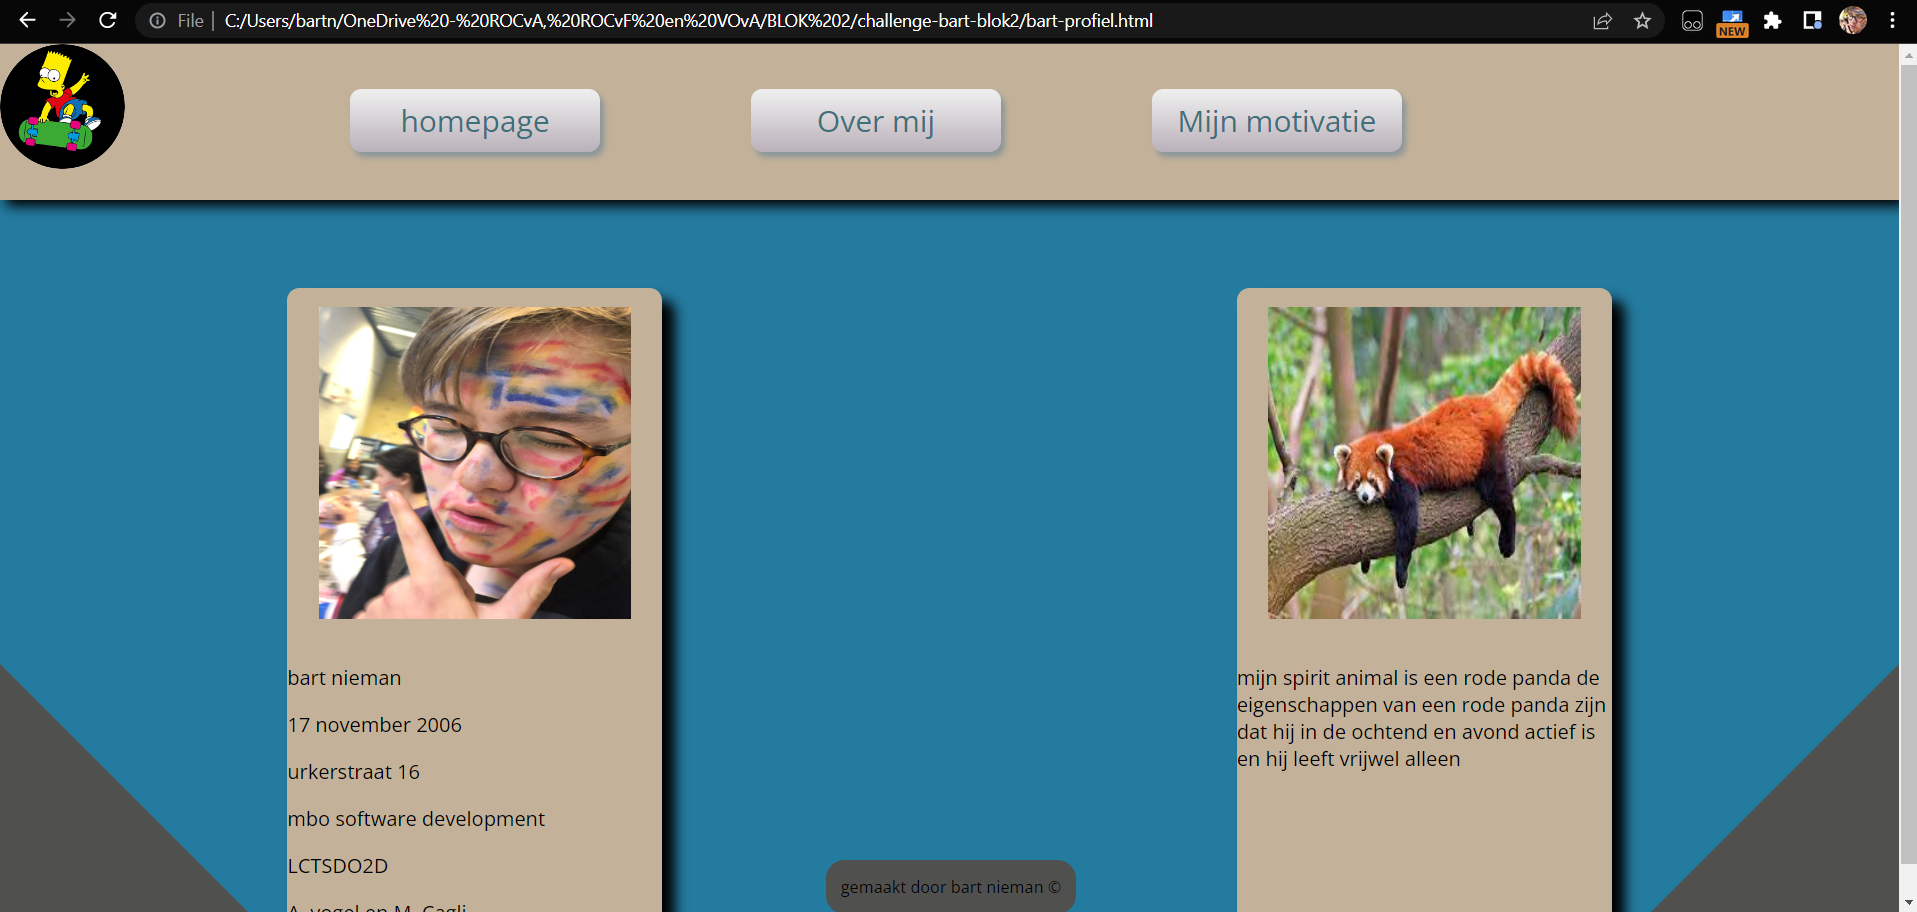 File
C:/Users/bartn/OneDrive%20-%20ROCvA,%20ROCvF%20en%20VOvA/BLOK%202/challenge-bart-blok2/bart-profiel.html
NEW
homepage
Over mij
Mijn motivatie
bart nieman
17 november 2006
urkerstraat 16
mbo software development
LCTSDO2D
A. vogel en M. Cagli
mijn spirit animal is een rode panda de
eigenschappen van een rode panda zijn
dat hij in de ochtend en avond actief is
en hij leeft vrijwel alleen
gemaakt door bart nieman ©